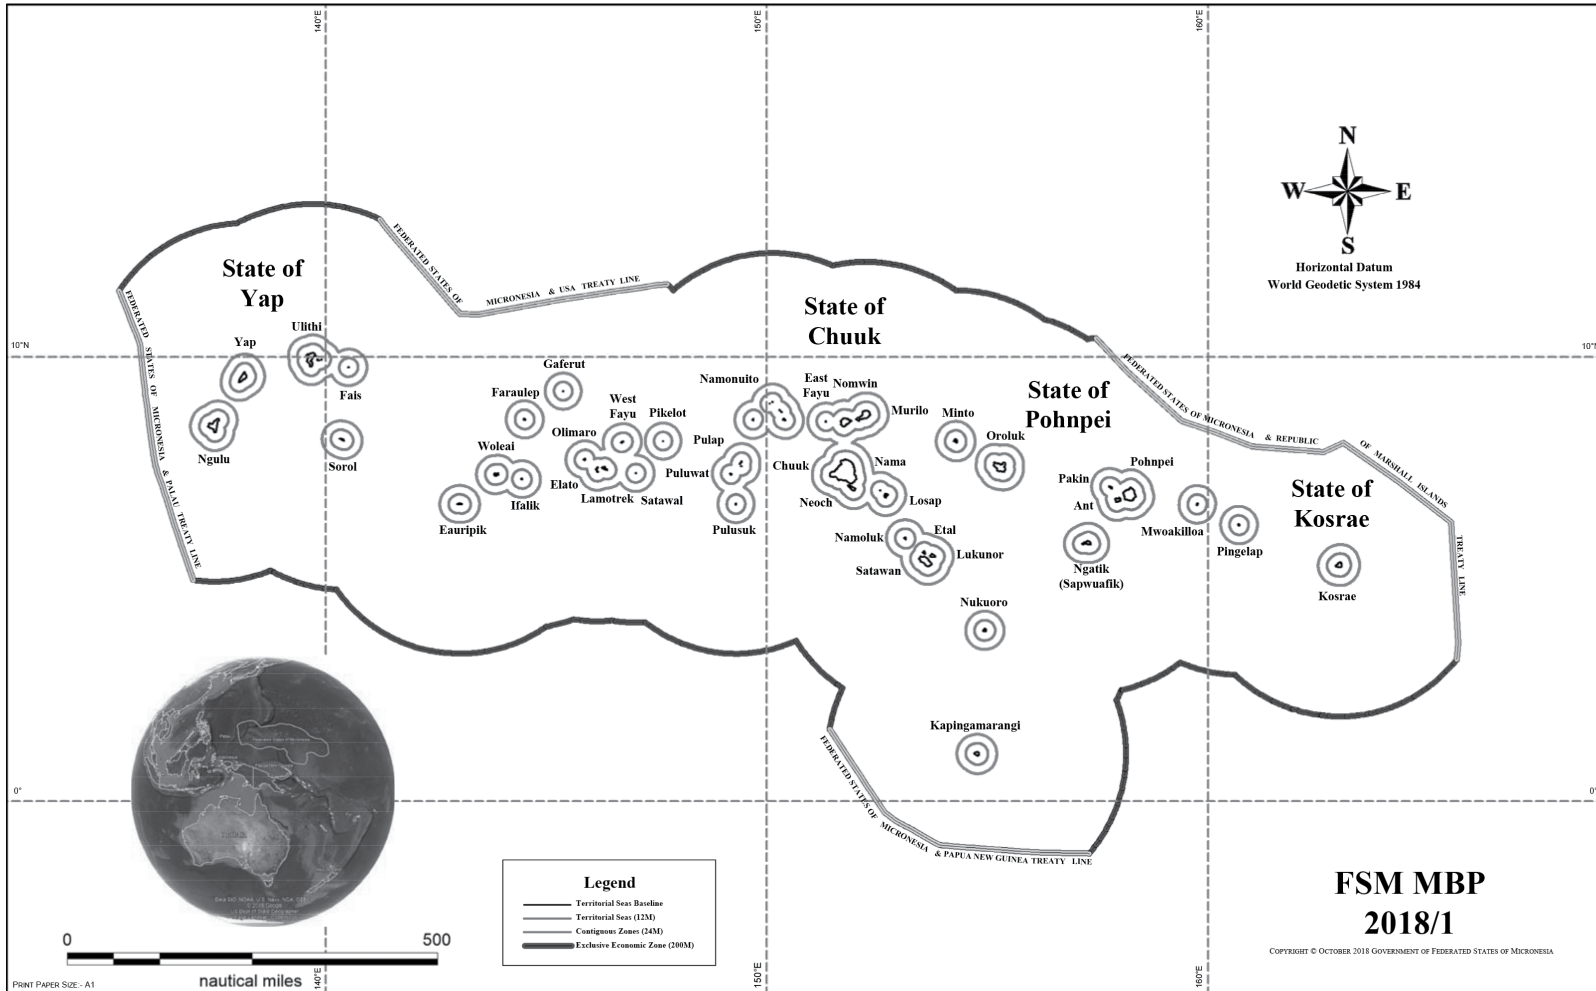 140°E
150°E
160°E
N
W E
S
Horizontal Datum
World Geodetic System 1984
FEDERATED STATES OF MICRONESIA & USA TREATY LINE
State of
Yap
State of
Chuuk
State of
Pohnpei
State of
Kosrae
10°N
10°N
FEDERATED STATES OF MICRONESIA & PALAU TREATY LINE
FEDERATED STATES OF MICRONESIA & REPUBLIC OF MARSHALL ISLANDS TREATY LINE
Ulithi
Yap
Fais
Ngulu
Sorol
Gaferut
Faraulep
West
Fayu
Pikelot
Olimaro
Woleai
Elato
Lamotrek
Satawal
Ifalik
Eauripik
Namonuito
East
Fayu
Nomwin
Murilo
Pulap
Puluwat
Pulusuk
Chuuk
Nama
Neoch
Losap
Namoluk
Etal
Lukunor
Satawan
Minto
Oroluk
Pakin
Pohnpei
Ant
Mwoakilloa
Pingelap
Ngatik
(Sapwuafik)
Kosrae
Nukuoro
Kapingamarangi
0°
0°
FEDERATED STATES OF MICRONESIA & PAPUA NEW GUINEA TREATY LINE
Legend
Territorial Seas Baseline
Territorial Seas (12M)
Contiguous Zones (24M)
Exclusive Economic Zone (200M)
FSM MBP
2018/1
COPYRIGHT © OCTOBER 2018 GOVERNMENT OF FEDERATED STATES OF MICRONESIA
0 500
nautical miles
PRINT PAPER SIZE:- A1
140°E
150°E
160°E